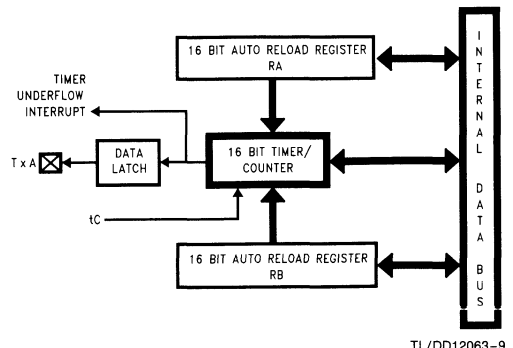 16 BIT AUTO RELOAD REGISTER
RA
TIMER
UNDERFLOW
INTERRUPT
TxA
DATA
LATCH
16 BIT TIMER/
COUNTER
tC
16 BIT AUTO RELOAD REGISTER
RB
INTERNAL DATA BUS
TL/DD12063-9